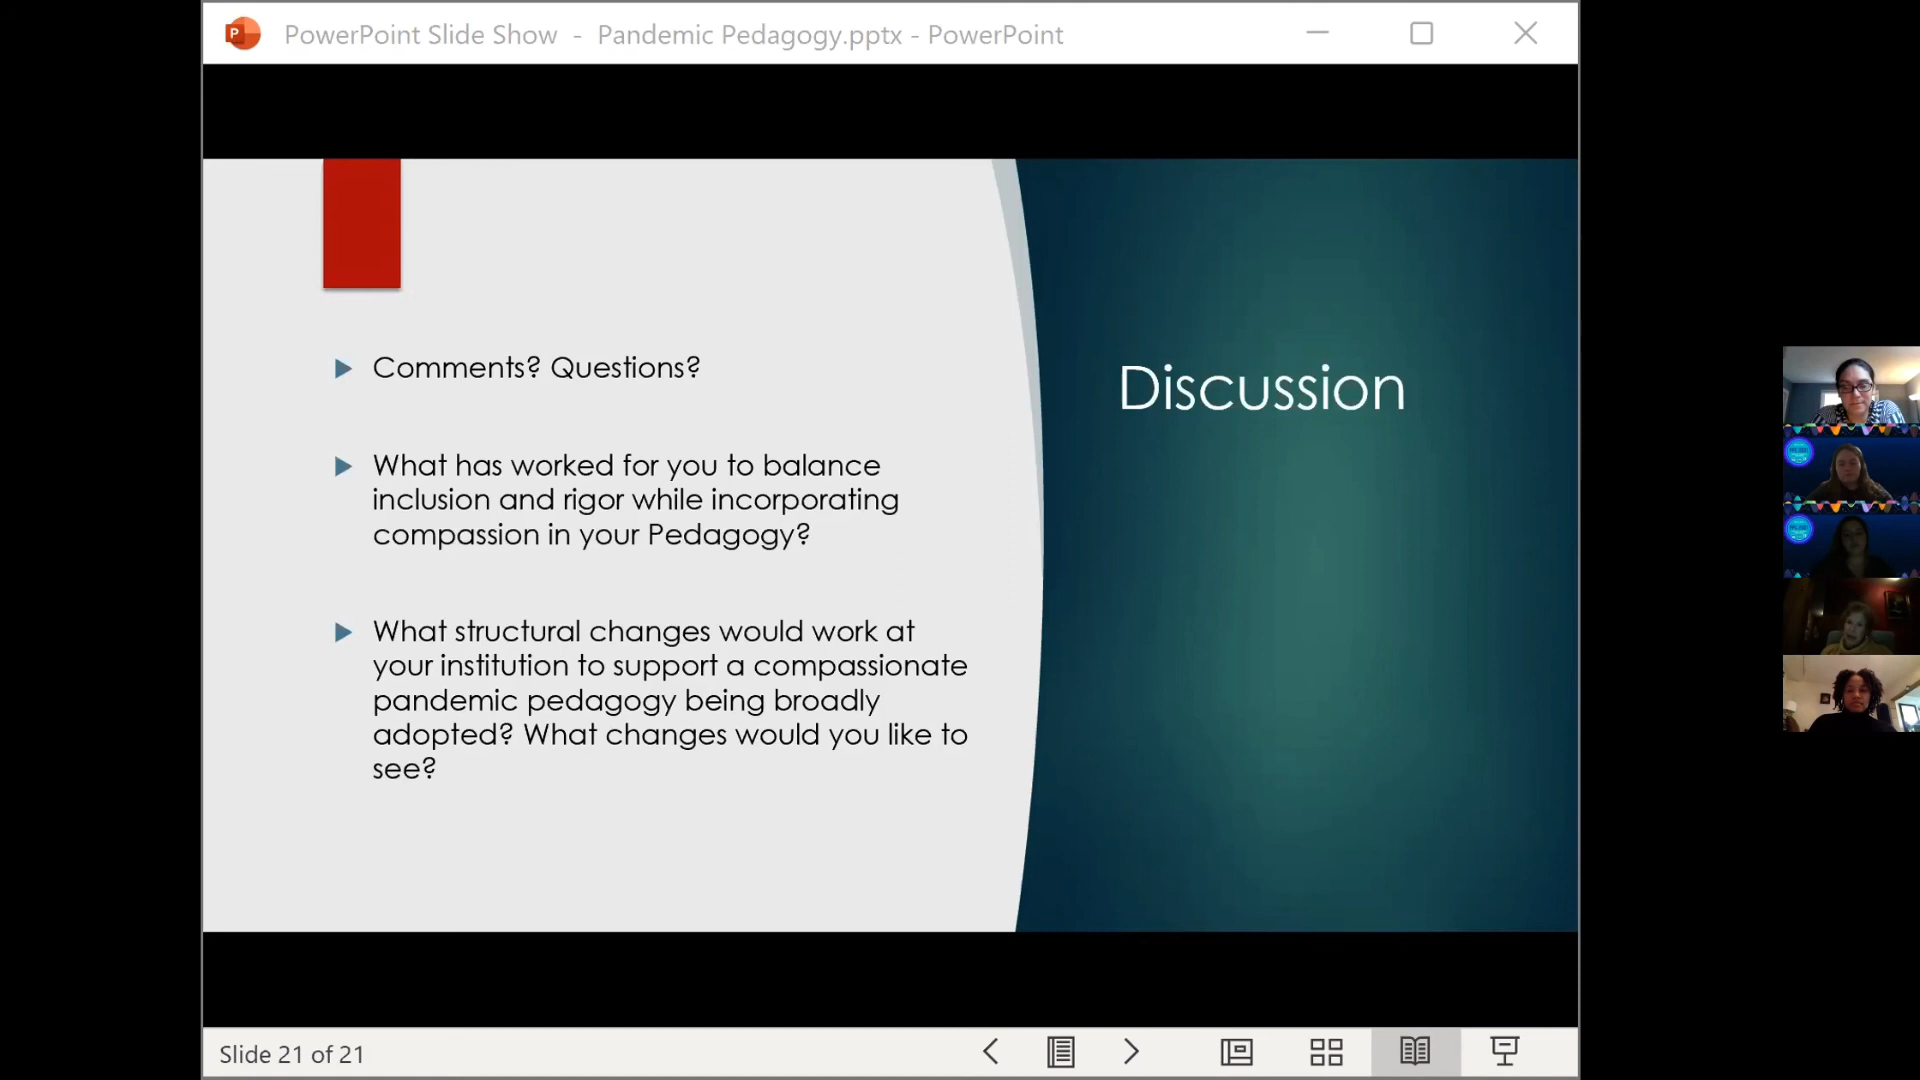 PowerPoint Slide Show - Pandemic Pedagogy.pptx - PowerPoint
Comments? Questions?
What has worked for you to balance
inclusion and rigor while incorporating
compassion in your Pedagogy?
What structural changes would work at
your institution to support a compassionate
pandemic pedagogy being broadly
adopted? What changes would you like to
see?
Discussion
Slide 21 of 21